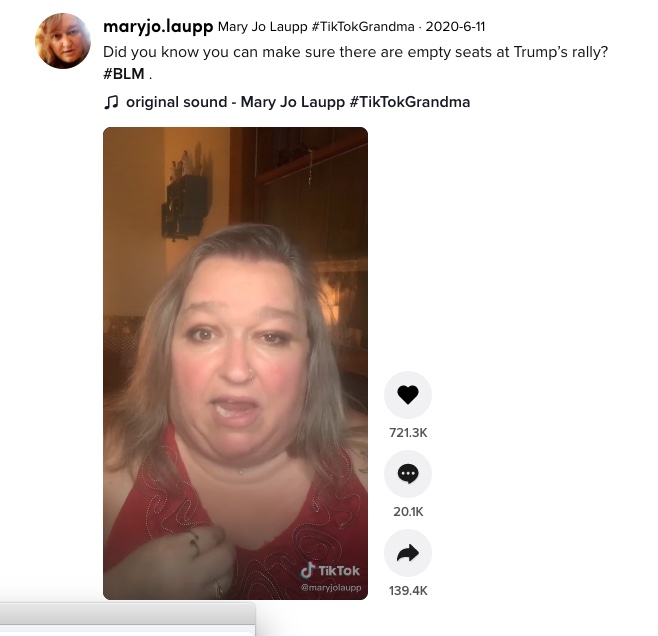 maryjo.laupp Mary Jo Laupp #TikTokGrandma · 2020-6-11
Did you know you can make sure there are empty seats at Trump’s rally?
#BLM .
original sound - Mary Jo Laupp #TikTokGrandma
721.3K
20.1K
139.4K
TikTok
@maryjolaupp